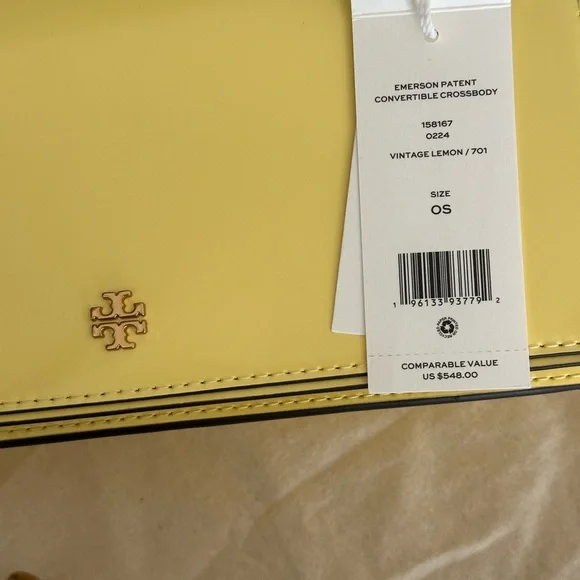 EMERSON PATENT
CONVERTIBLE CROSSBODY
158167
0224
VINTAGE LEMON / 701
SIZE
OS
1 96133 93779 2
COMPARABLE VALUE
US $548.00